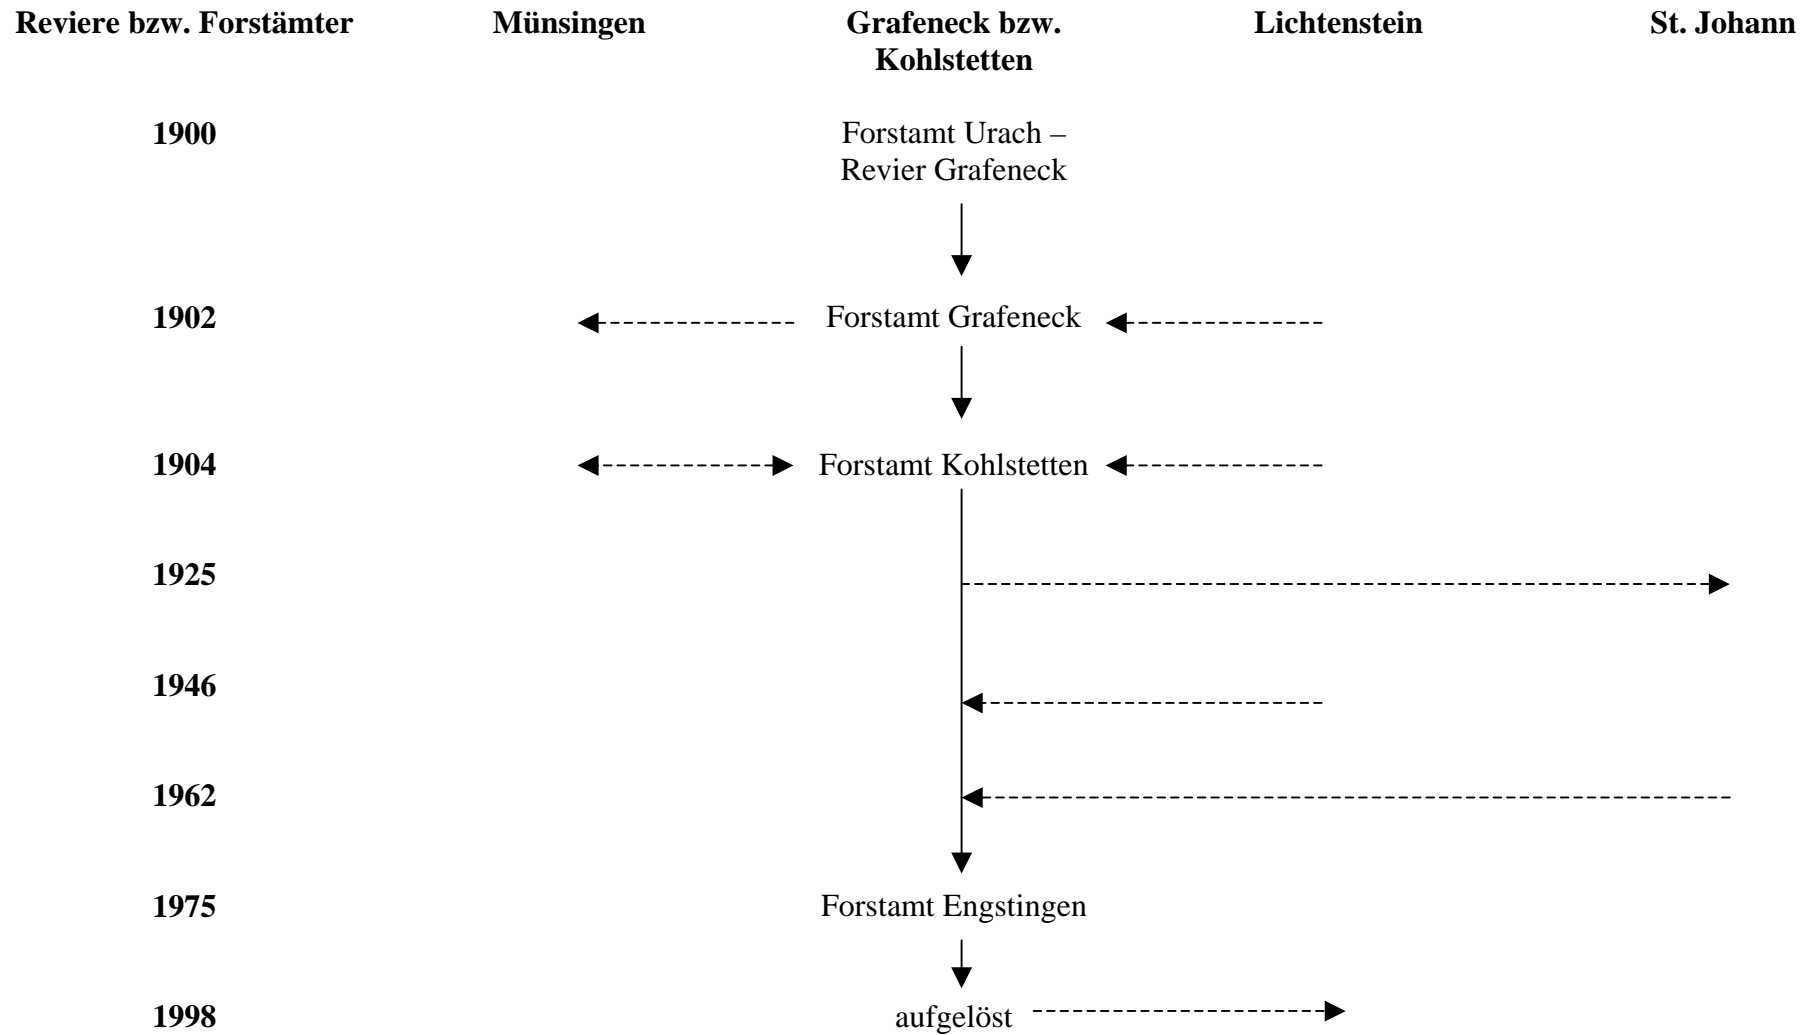 Reviere bzw. Forstämter Münsingen Grafeneck bzw. Lichtenstein St. Johann
Kohlstetten
1900 Forstamt Urach –
Revier Grafeneck
1902 Forstamt Grafeneck
1904 Forstamt Kohlstetten
1925
1946
1962
1975 Forstamt Engstingen
1998 aufgelöst